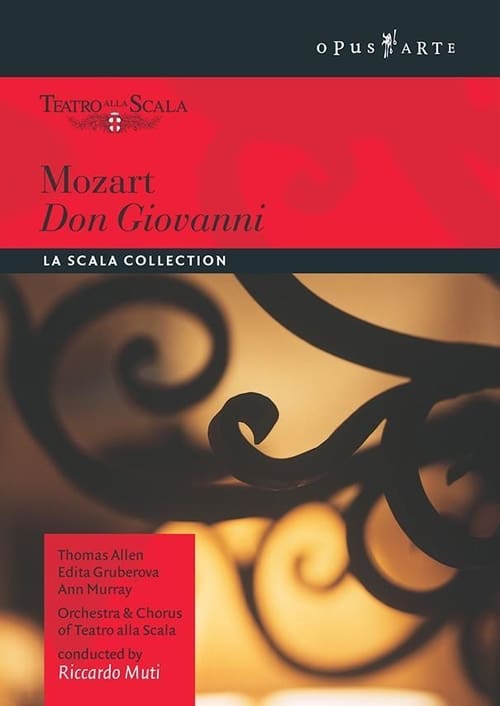 OPUS ARTE
TEATRO ALLA SCALA
Mozart
Don Giovanni
LA SCALA COLLECTION
Thomas Allen
Edita Gruberova
Ann Murray
Orchestra & Chorus
of Teatro alla Scala
conducted by
Riccardo Muti